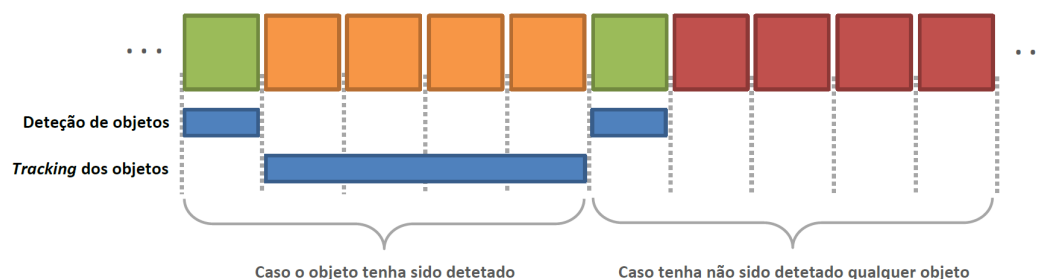 . . .
. .
Deteção de objetos
Tracking dos objetos
Caso o objeto tenha sido detetado
Caso tenha não sido detetado qualquer objeto